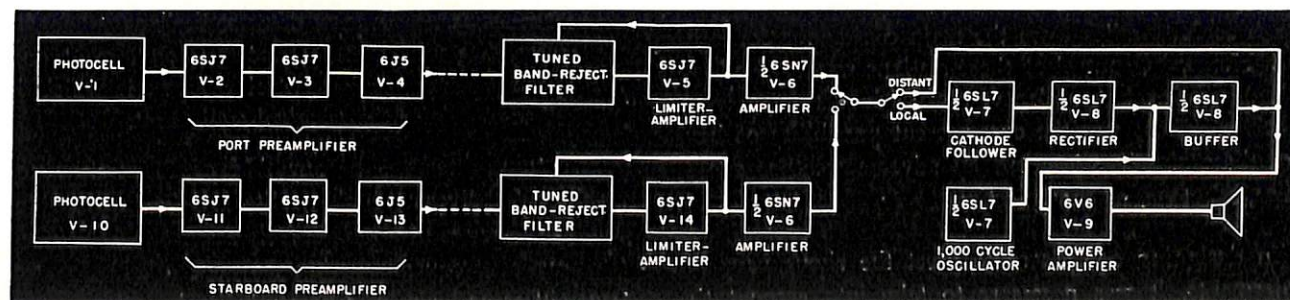 PHOTOCELL
V-1
6SJ7
V-2
6SJ7
V-3
6J5
V-4
PORT PREAMPLIFIER
TUNED
BAND-REJECT
FILTER
6SJ7
V-5
LIMITER-
AMPLIFIER
½ 6SN7
V-6
AMPLIFIER
DISTANT
LOCAL
½ 6SL7
V-7
CATHODE
FOLLOWER
½ 6SL7
V-8
RECTIFIER
½ 6SL7
V-8
BUFFER
PHOTOCELL
V-10
6SJ7
V-11
6SJ7
V-12
6J5
V-13
STARBOARD PREAMPLIFIER
TUNED
BAND-REJECT
FILTER
6SJ7
V-14
LIMITER-
AMPLIFIER
½ 6SN7
V-6
AMPLIFIER
½ 6SL7
V-7
1,000 CYCLE
OSCILLATOR
6V6
V-9
POWER
AMPLIFIER